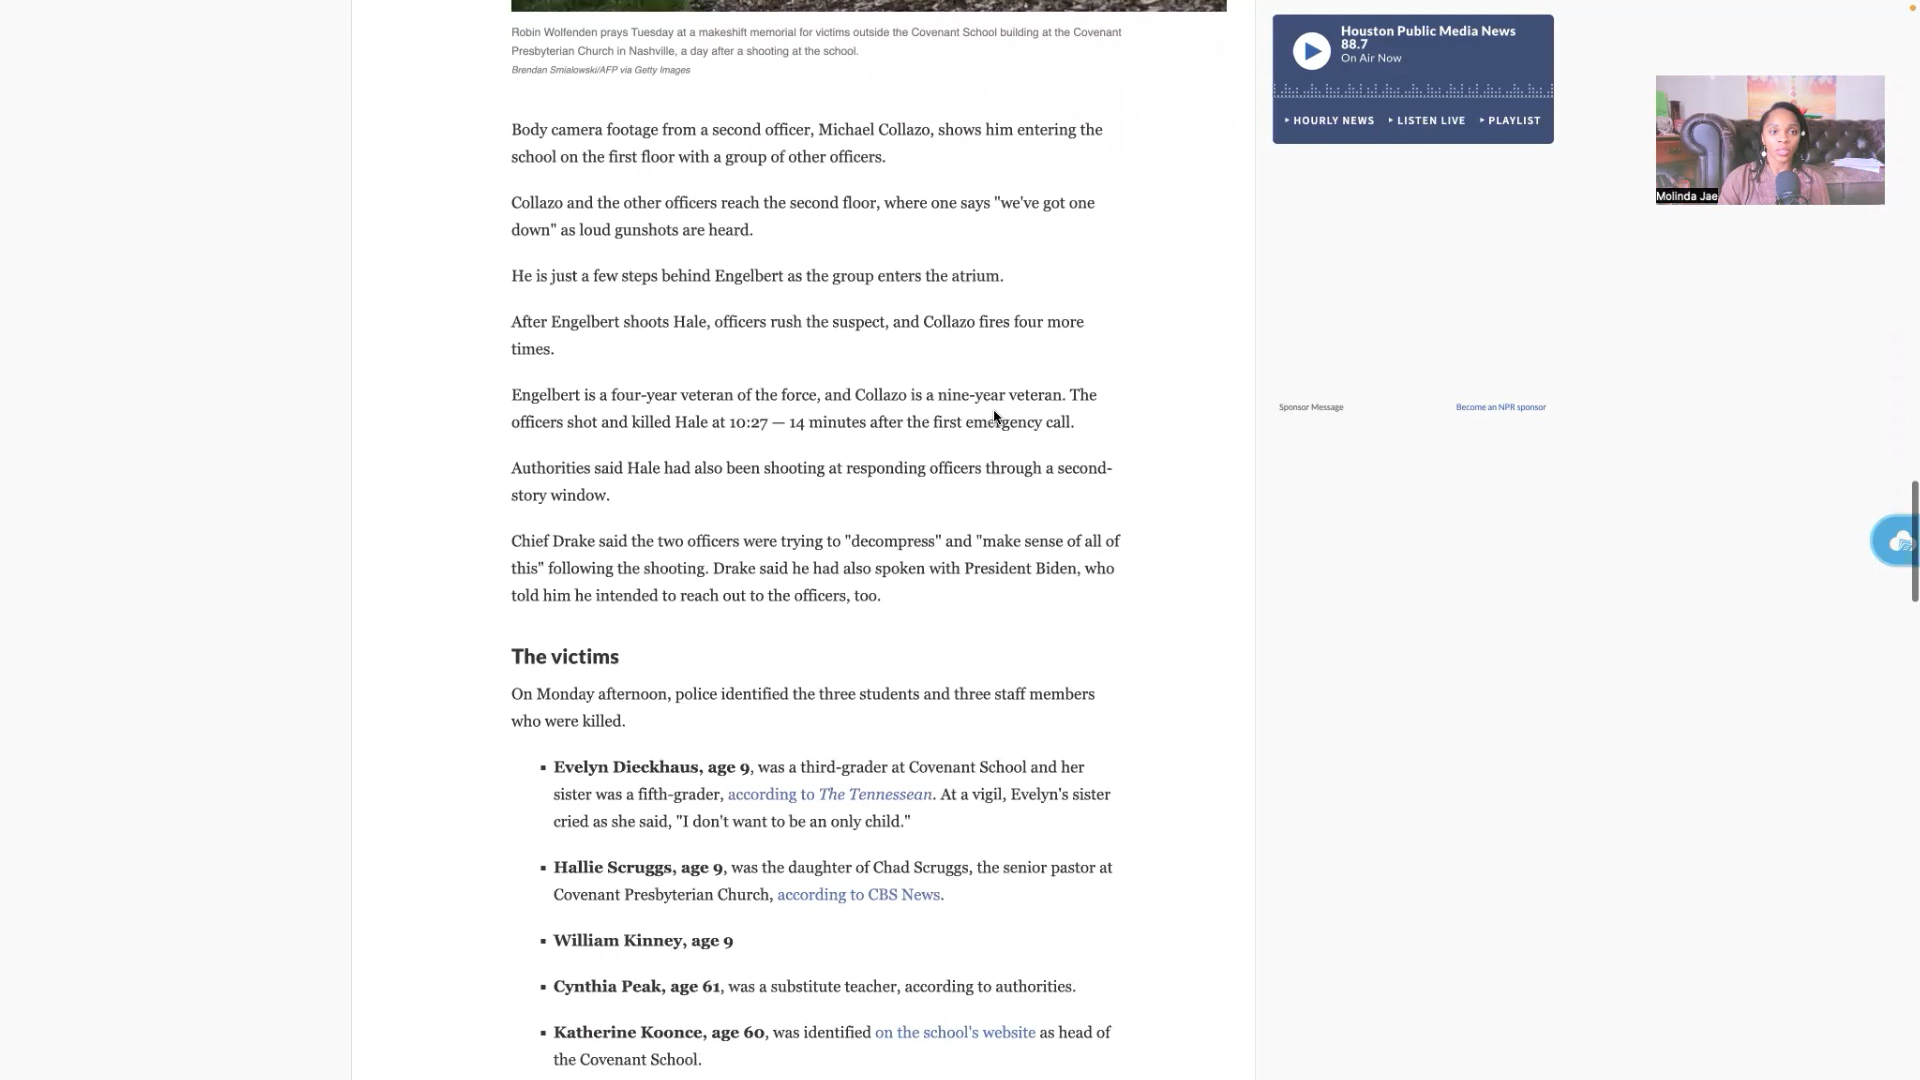 Robin Wolfenden prays Tuesday at a makeshift memorial for victims outside the Covenant School building at the Covenant
Presbyterian Church in Nashville, a day after a shooting at the school.
Brendan Smialowski/AFP via Getty Images
Body camera footage from a second officer, Michael Collazo, shows him entering the
school on the first floor with a group of other officers.
Collazo and the other officers reach the second floor, where one says "we've got one
down" as loud gunshots are heard.
He is just a few steps behind Engelbert as the group enters the atrium.
After Engelbert shoots Hale, officers rush the suspect, and Collazo fires four more
times.
Engelbert is a four-year veteran of the force, and Collazo is a nine-year veteran. The
officers shot and killed Hale at 10:27 — 14 minutes after the first emergency call.
Authorities said Hale had also been shooting at responding officers through a second-
story window.
Chief Drake said the two officers were trying to "decompress" and "make sense of all of
this" following the shooting. Drake said he had also spoken with President Biden, who
told him he intended to reach out to the officers, too.
The victims
On Monday afternoon, police identified the three students and three staff members
who were killed.
▪ Evelyn Dieckhaus, age 9, was a third-grader at Covenant School and her
sister was a fifth-grader, according to The Tennessean. At a vigil, Evelyn's sister
cried as she said, "I don't want to be an only child."
▪ Hallie Scruggs, age 9, was the daughter of Chad Scruggs, the senior pastor at
Covenant Presbyterian Church, according to CBS News.
▪ William Kinney, age 9
▪ Cynthia Peak, age 61, was a substitute teacher, according to authorities.
▪ Katherine Koonce, age 60, was identified on the school's website as head of
the Covenant School.
Houston Public Media News
88.7
On Air Now
HOURLY NEWS LISTEN LIVE PLAYLIST
Sponsor Message Become an NPR sponsor
Molinda Jae